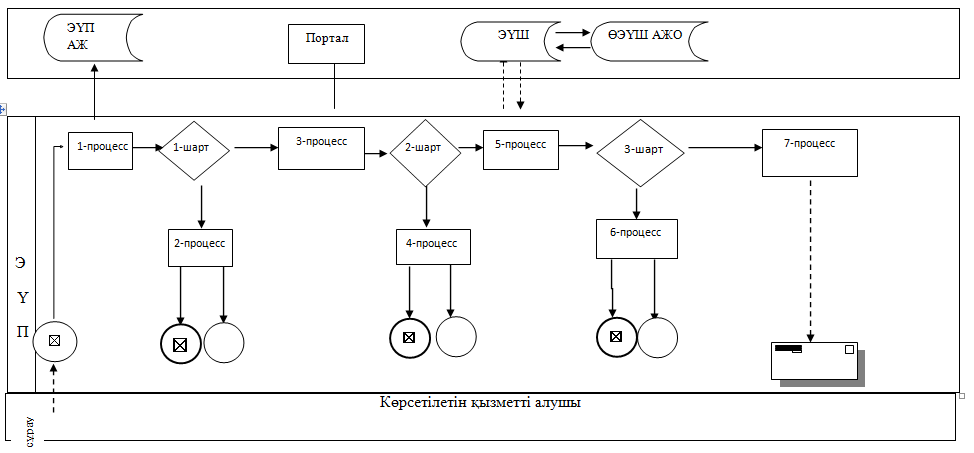 ЭҮП
АЖ
Портал
ЭҮШ
ӨЭҮШ АЖО
1-процесс
1-шарт
3-процесс
2-шарт
5-процесс
3-шарт
7-процесс
2-процесс
4-процесс
6-процесс
Э
Ү
П
Көрсетілетін қызметті алушы
сұрау